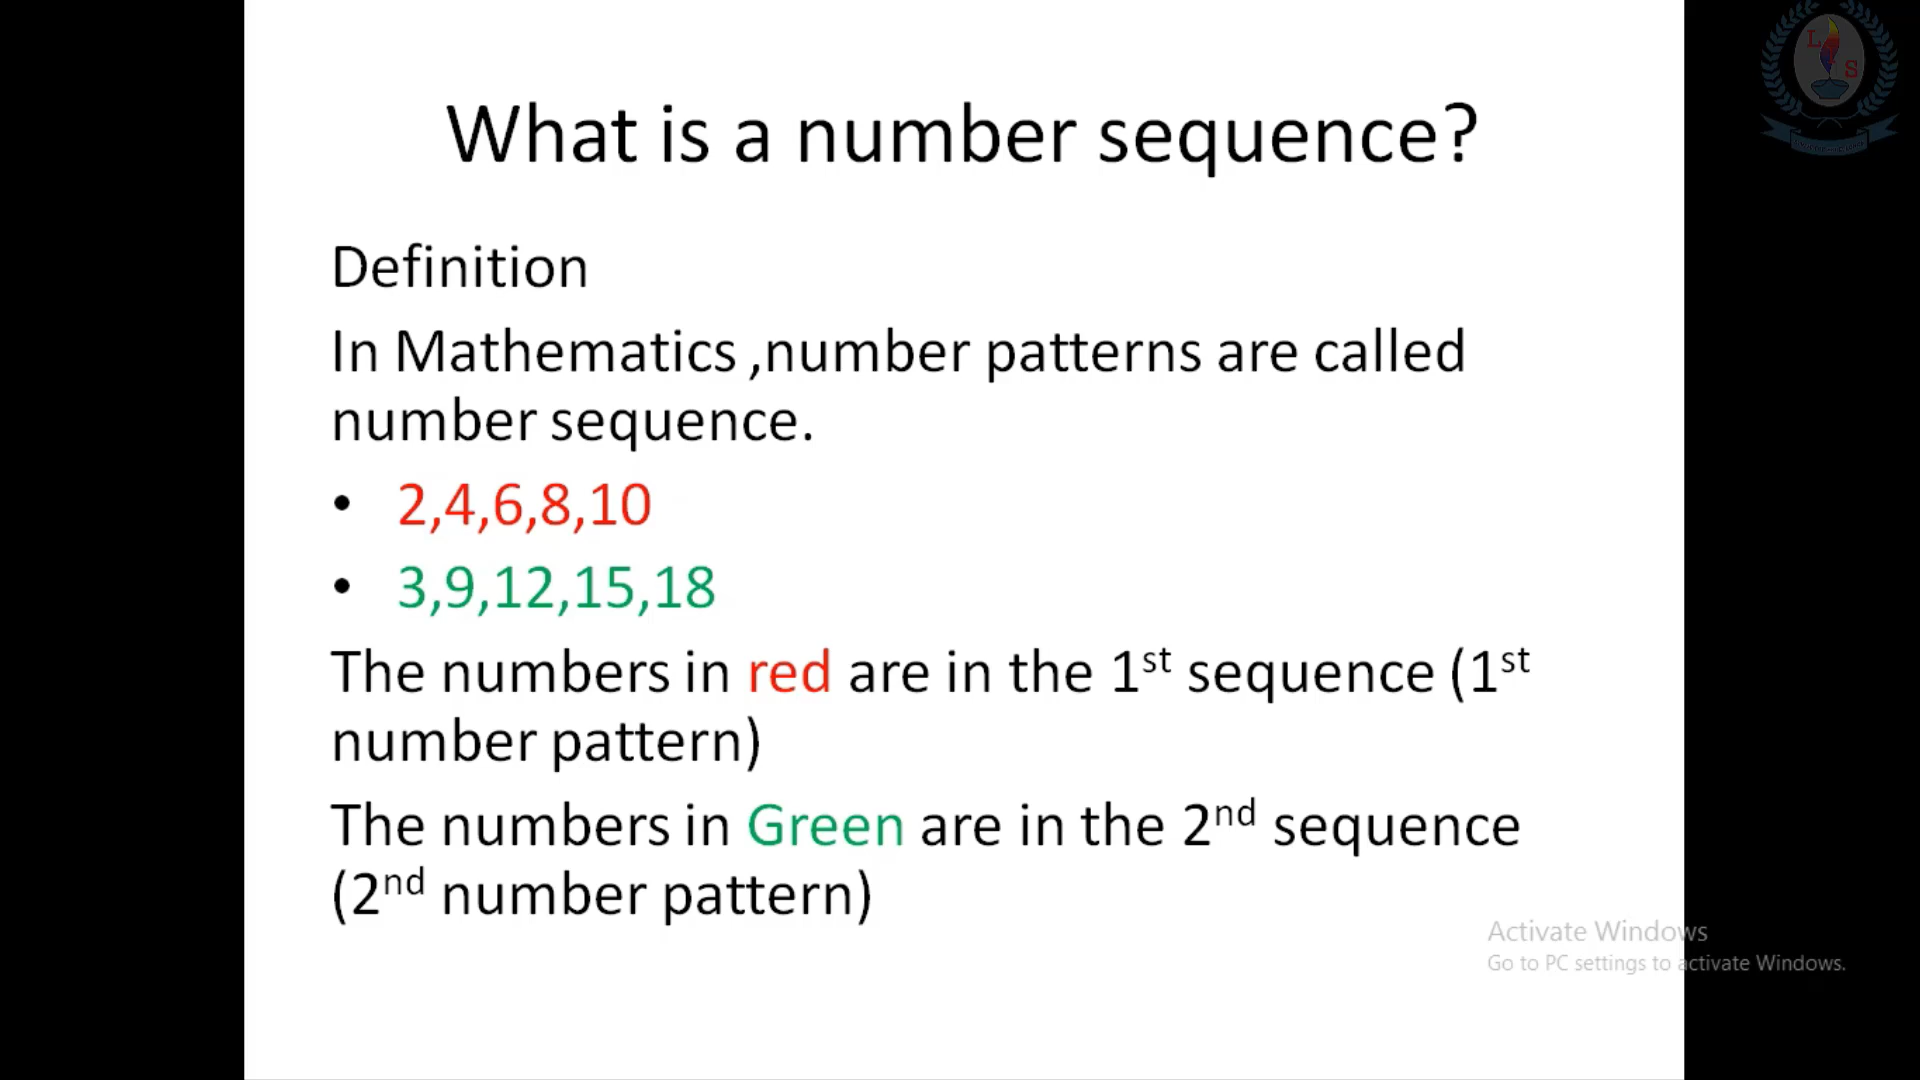 What is a number sequence?
Definition
In Mathematics ,number patterns are called
number sequence.
• 2,4,6,8,10
• 3,9,12,15,18
The numbers in red are in the 1st sequence (1st
number pattern)
The numbers in Green are in the 2nd sequence
(2nd number pattern)
Activate Windows
Go to PC settings to activate Windows.
L
S